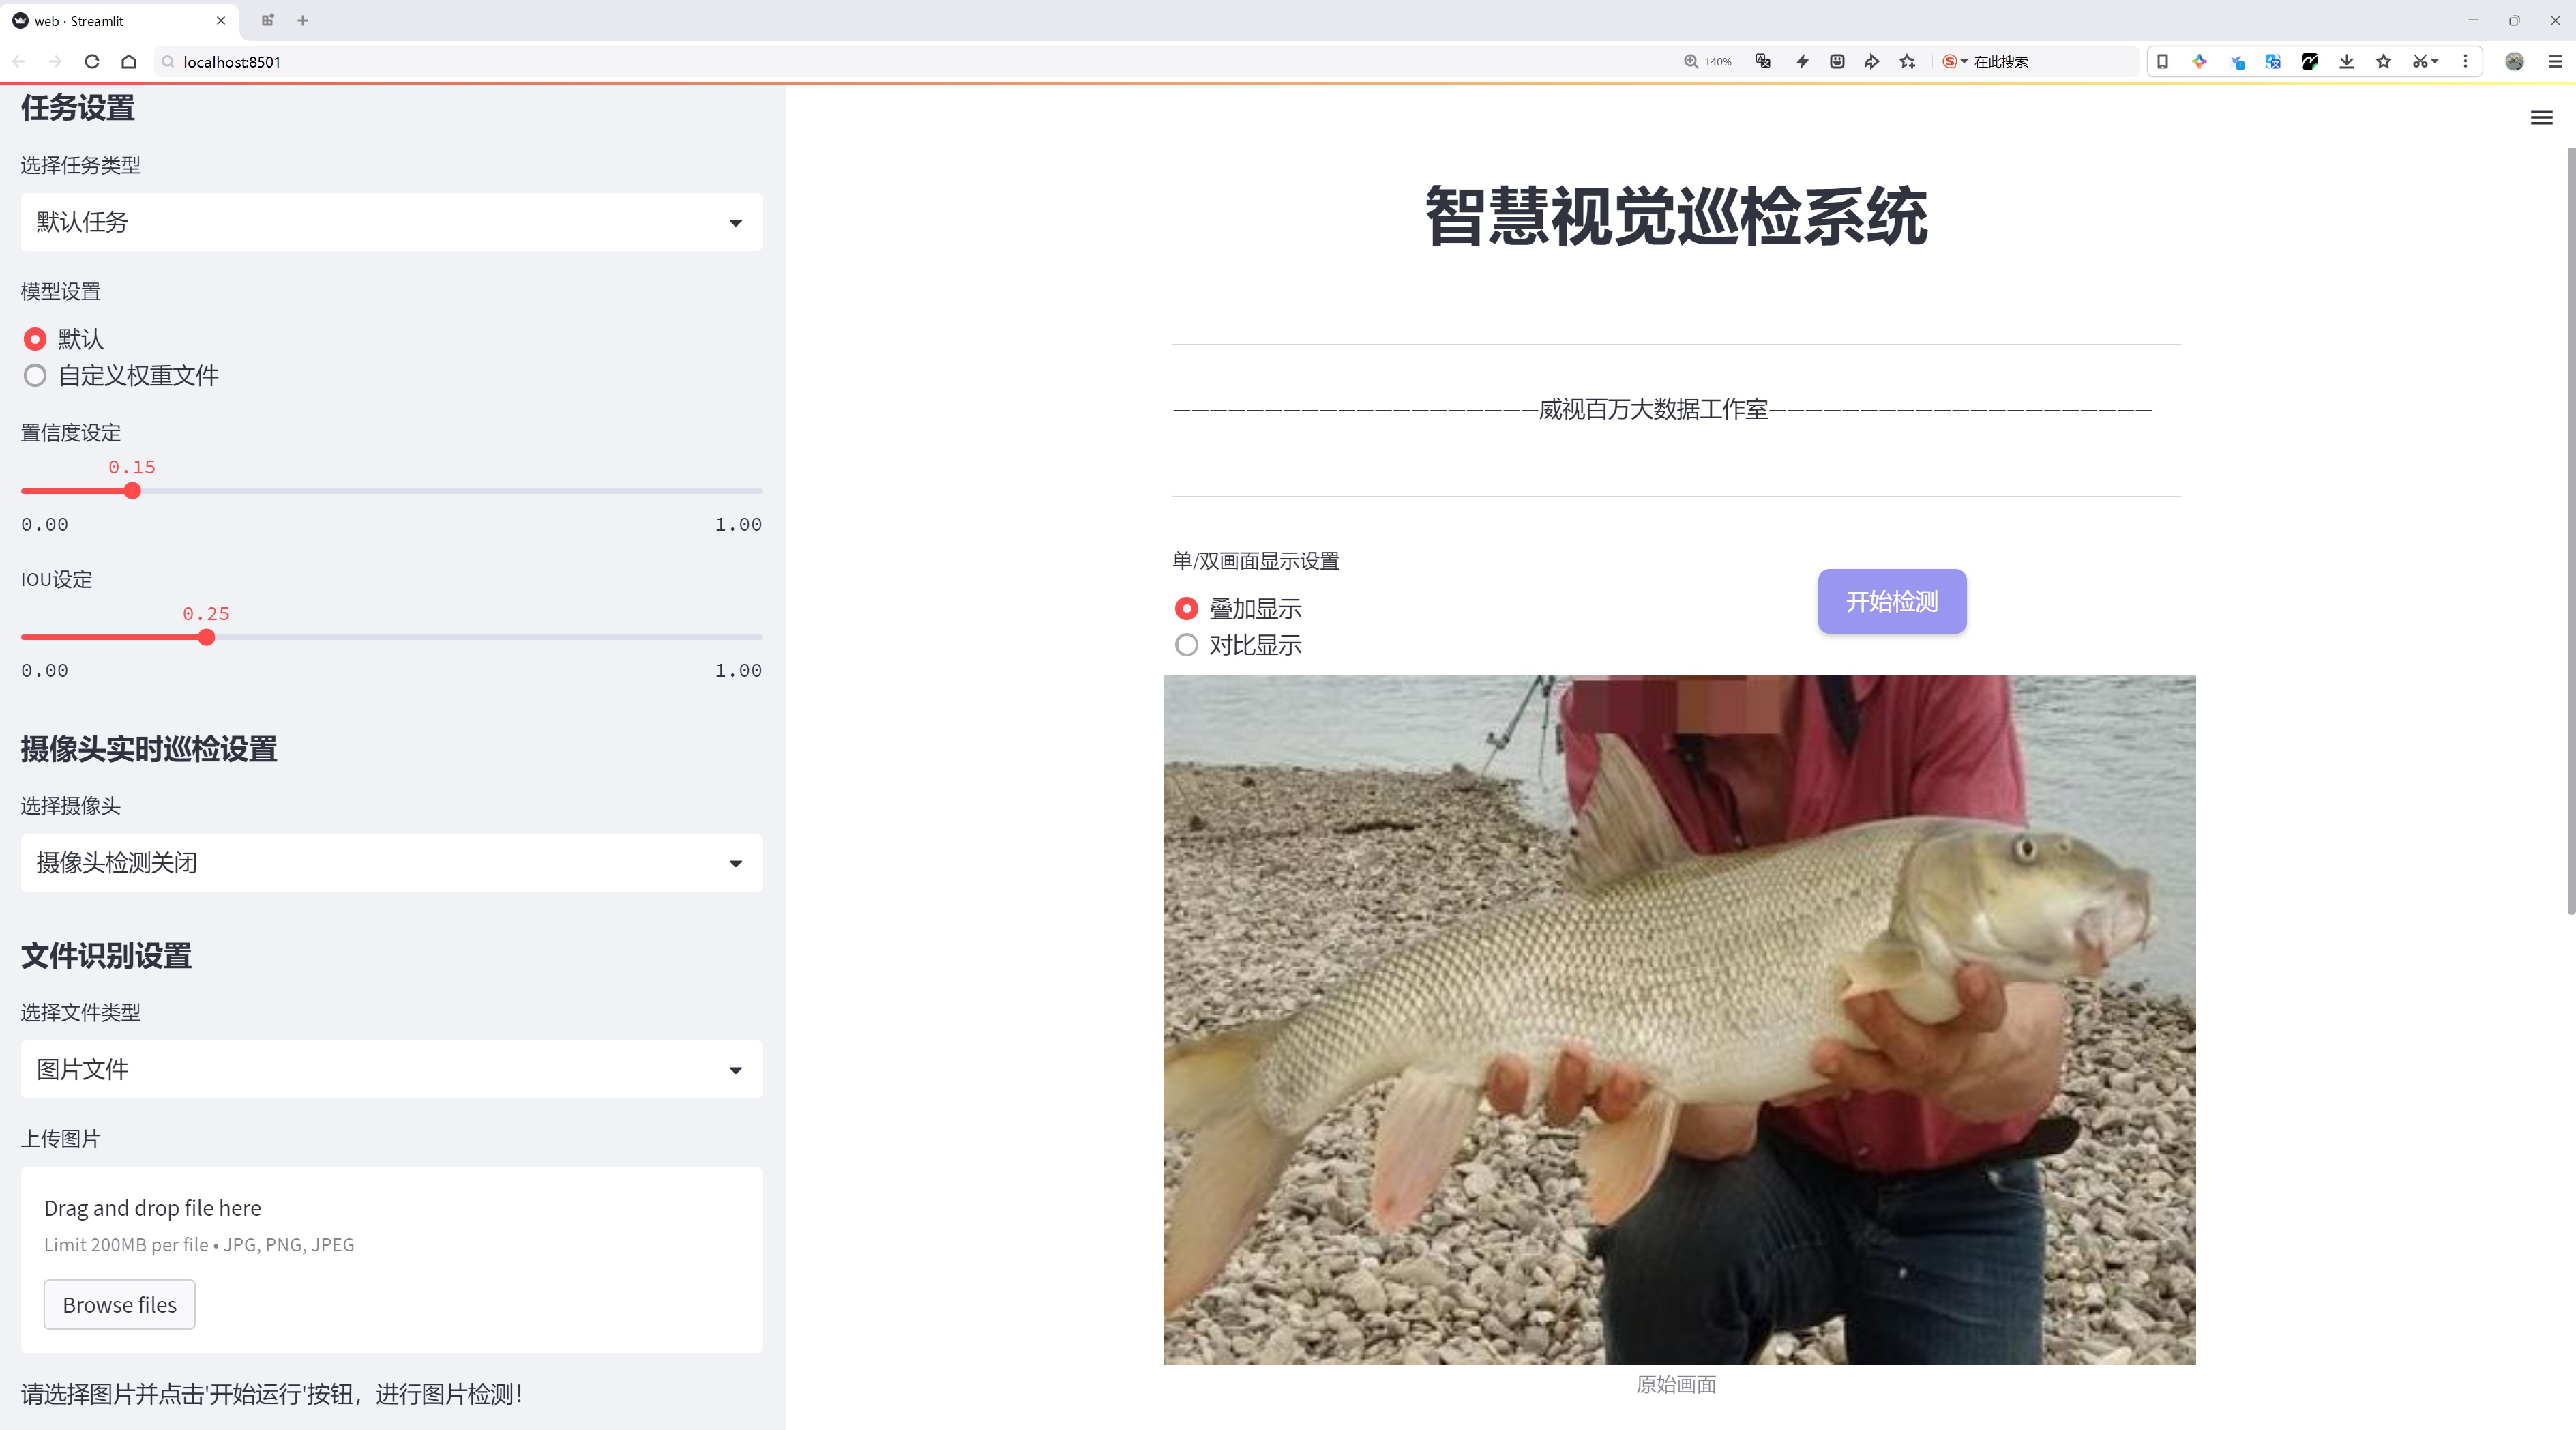 web · Streamlit
localhost:8501
140%
在此搜索
任务设置
选择任务类型
默认任务
模型设置
默认
自定义权重文件
置信度设定
0.15
0.00 1.00
IOU设定
0.25
0.00 1.00
摄像头实时巡检设置
选择摄像头
摄像头检测关闭
文件识别设置
选择文件类型
图片文件
上传图片
Drag and drop file here
Limit 200MB per file • JPG, PNG, JPEG
Browse files
请选择图片并点击'开始运行'按钮，进行图片检测！
智慧视觉巡检系统
————————————————————威视百万大数据工作室—————————————————————
单/双画面显示设置
叠加显示
对比显示
开始检测
原始画面